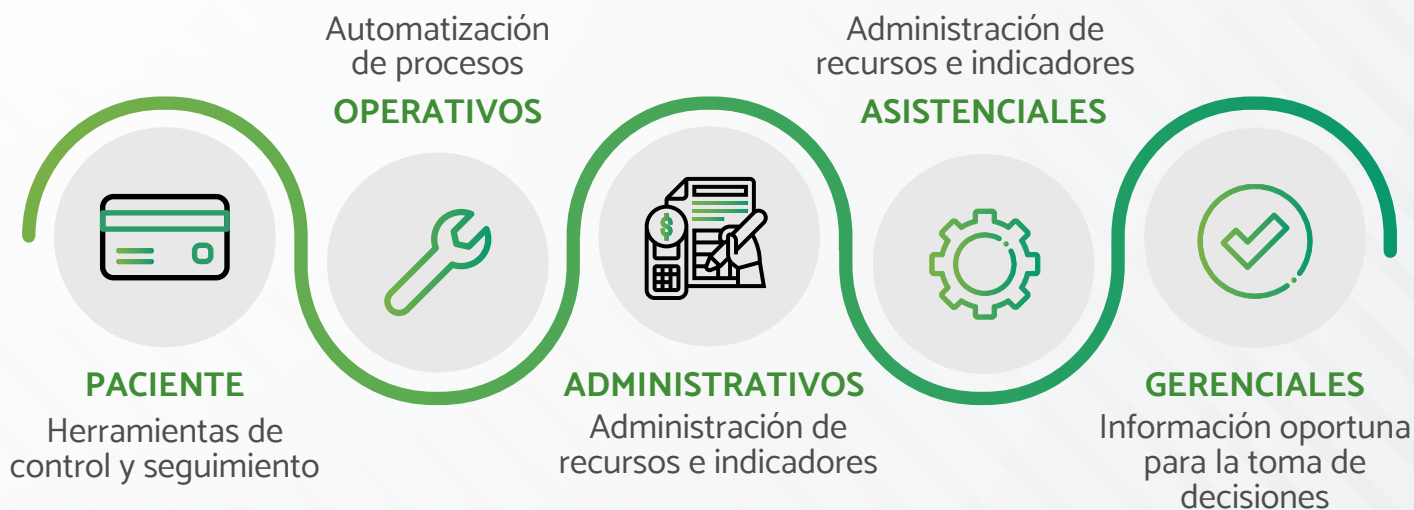 PACIENTE
Herramientas de
control y seguimiento
Automatización
de procesos
OPERATIVOS
ADMINISTRATIVOS
Administración de
recursos e indicadores
Administración de
recursos e indicadores
ASISTENCIALES
GERENCIALES
Información oportuna
para la toma de
decisiones